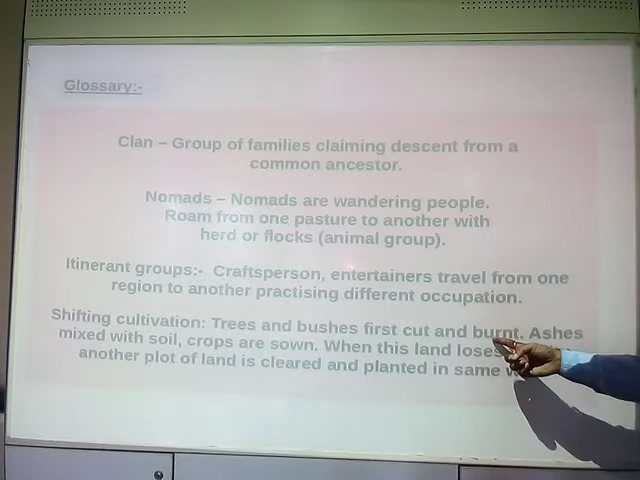 Glossary:-
Clan – Group of families claiming descent from a
common ancestor.
Nomads – Nomads are wandering people.
Roam from one pasture to another with
herd or flocks (animal group).
Itinerant groups:- Craftsperson, entertainers travel from one
region to another practising different occupation.
Shifting cultivation: Trees and bushes first cut and burnt. Ashes
mixed with soil, crops are sown. When this land loses
another plot of land is cleared and planted in same